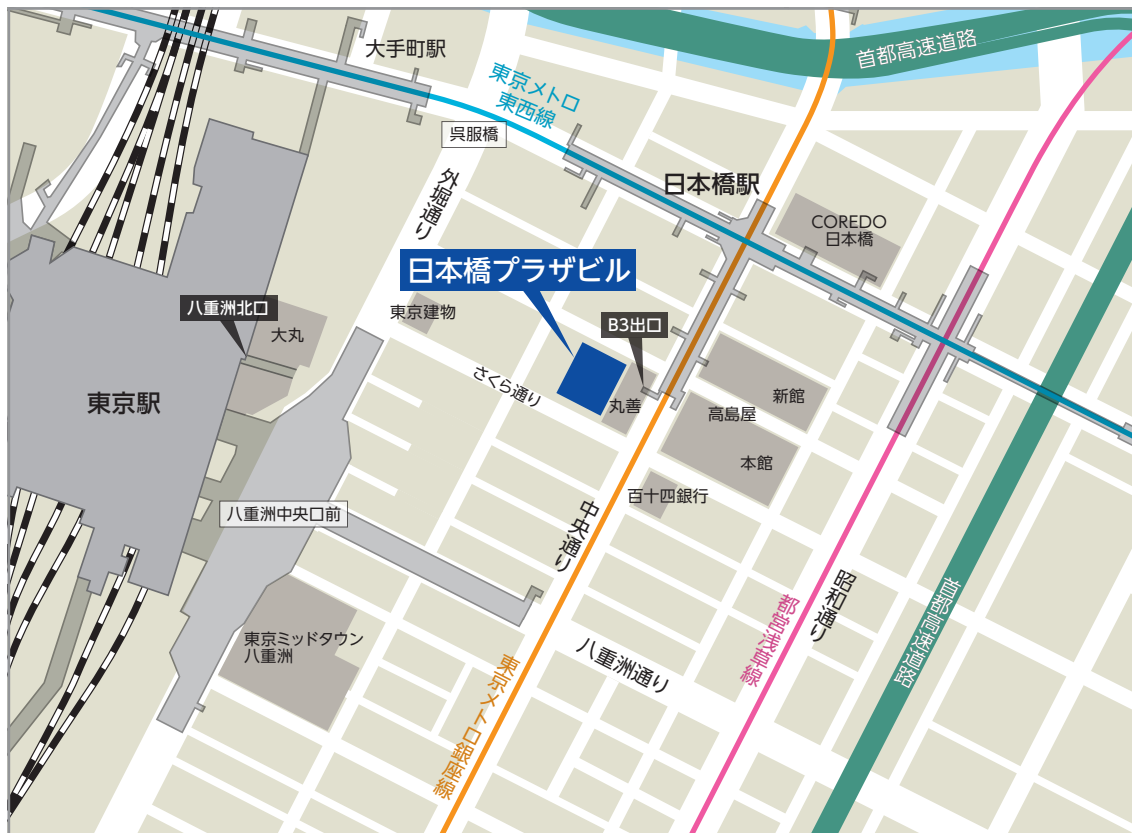 大手町駅
首都高速道路
東京メトロ
東西線
呉服橋
外堀通り
日本橋駅
COREDO
日本橋
日本橋プラザビル
八重洲北口
大丸
東京建物
B3出口
さくら通り
東京駅
丸善
新館
高島屋
本館
百十四銀行
八重洲中央口前
中央通り
昭和通り
都営浅草線
首都高速道路
東京ミッドタウン
八重洲
八重洲通り
東京メトロ銀座線